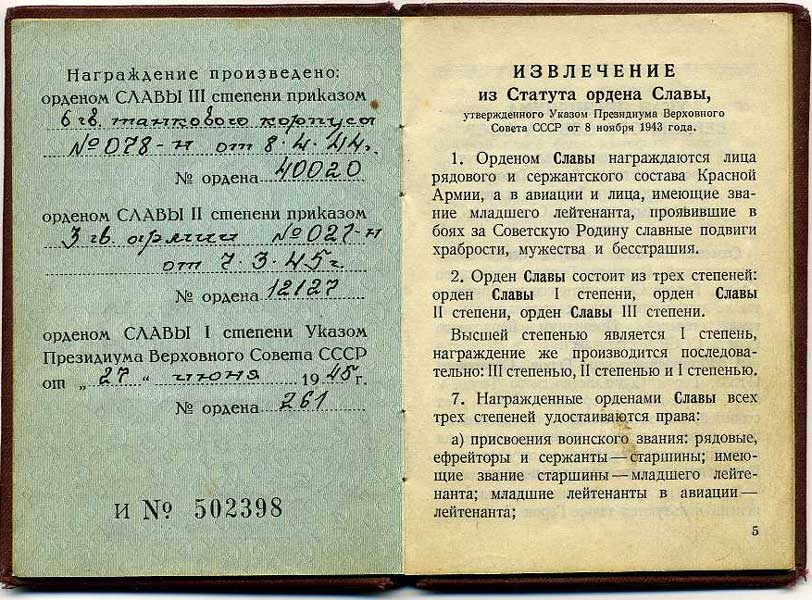 Награждение произведено:
орденом СЛАВЫ III степени приказом
6 гв. танкового корпуса
№ 078-н от 8.4.44г.
№ ордена 40020
орденом СЛАВЫ II степени приказом
3 гв. армии № 021-н
от 7.3.45г
№ ордена 12127
орденом СЛАВЫ I степени Указом
Президиума Верховного Совета СССР
от „ 27 “ июня 1945г.
№ ордена 261
И № 502398
ИЗВЛЕЧЕНИЕ
из Статута ордена Славы,
утвержденного Указом Президиума Верховного
Совета СССР от 8 ноября 1943 года.
1. Орденом Славы награждаются лица
рядового и сержантского состава Красной
Армии, а в авиации и лица, имеющие зва-
ние младшего лейтенанта, проявившие в
боях за Советскую Родину славные подвиги
храбрости, мужества и бесстрашия.
2. Орден Славы состоит из трех степеней:
орден Славы I степени, орден Славы
II степени, орден Славы III степени.
Высшей степенью является I степень,
награждение же производится последова-
тельно: III степенью, II степенью и I степенью.
7. Награжденные орденами Славы всех
трех степеней удостаиваются права:
а) присвоения воинского звания: рядовые,
ефрейторы и сержанты — старшины; имею-
щие звание старшины — младшего лейте-
нанта; младшие лейтенанты в авиации —
лейтенанта;
5